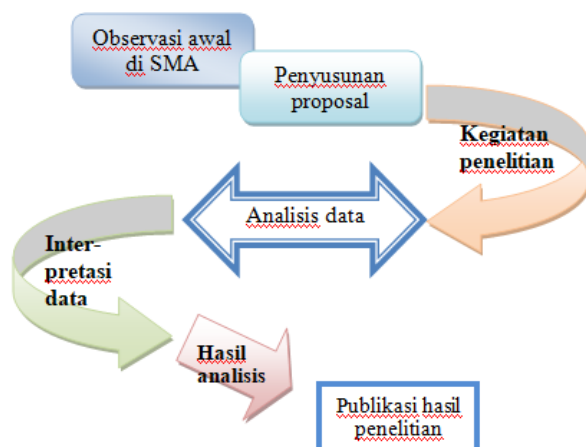 Observasi awal
di SMA
Penyusunan
proposal
Kegiatan
penelitian
Analisis data
Inter-
pretasi
data
Hasil
analisis
Publikasi hasil
penelitian